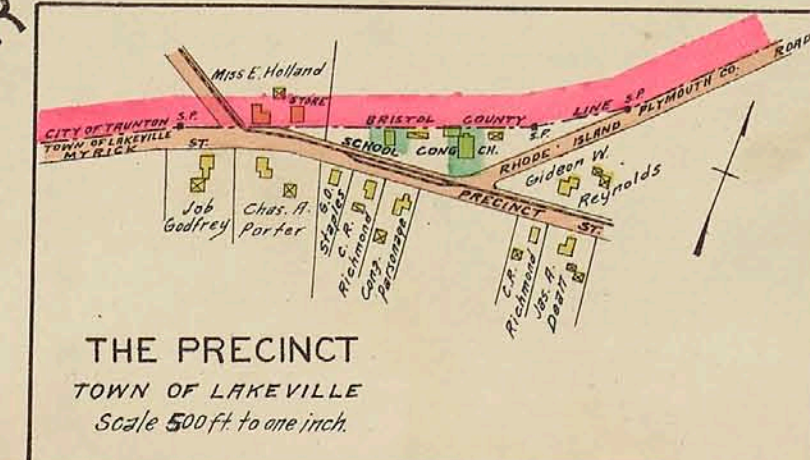 Miss E. Holland
STORE
CITY OF TAUNTON S.P. BRISTOL COUNTY S.P. LINE S.P. PLYMOUTH CO.
TOWN OF LAKEVILLE
MYRICK ST.
SCHOOL CONG. CH.
RHODE ISLAND ROAD
PRECINCT ST.
Gideon W.
Reynolds
Job
Godfrey
Chas. A.
Porter
Staples
C. R.
Richmond
Cong.
Parsonage
C.R.
Richmond
Jas. A.
Dean
THE PRECINCT
TOWN OF LAKEVILLE
Scale 500 ft. to one inch.